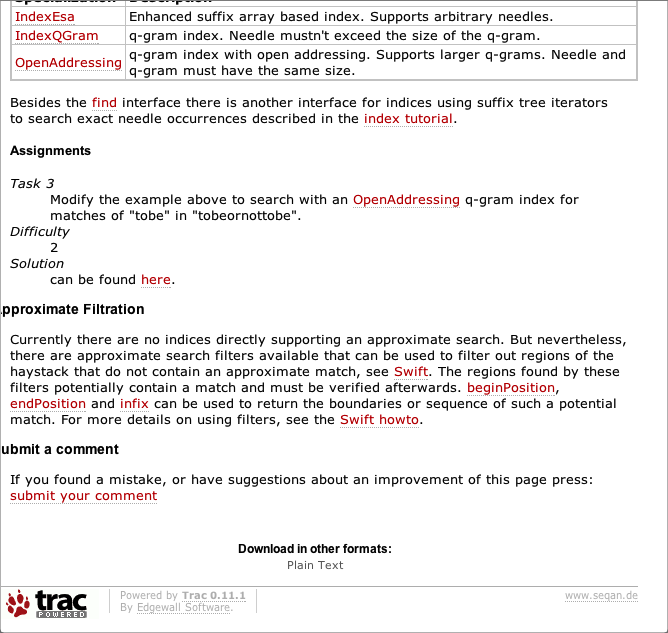 IndexEsa Enhanced suffix array based index. Supports arbitrary needles.
IndexQGram q-gram index. Needle mustn't exceed the size of the q-gram.
OpenAddressing q-gram index with open addressing. Supports larger q-grams. Needle and
q-gram must have the same size.
Besides the find interface there is another interface for indices using suffix tree iterators
to search exact needle occurrences described in the index tutorial.
Assignments
Task 3
Modify the example above to search with an OpenAddressing q-gram index for
matches of "tobe" in "tobeornottobe".
Difficulty
2
Solution
can be found here.
pproximate Filtration
Currently there are no indices directly supporting an approximate search. But nevertheless,
there are approximate search filters available that can be used to filter out regions of the
haystack that do not contain an approximate match, see Swift. The regions found by these
filters potentially contain a match and must be verified afterwards. beginPosition,
endPosition and infix can be used to return the boundaries or sequence of such a potential
match. For more details on using filters, see the Swift howto.
ubmit a comment
If you found a mistake, or have suggestions about an improvement of this page press:
submit your comment
Download in other formats:
Plain Text
trac
POWERED
Powered by Trac 0.11.1
By Edgewall Software.
www.seqan.de